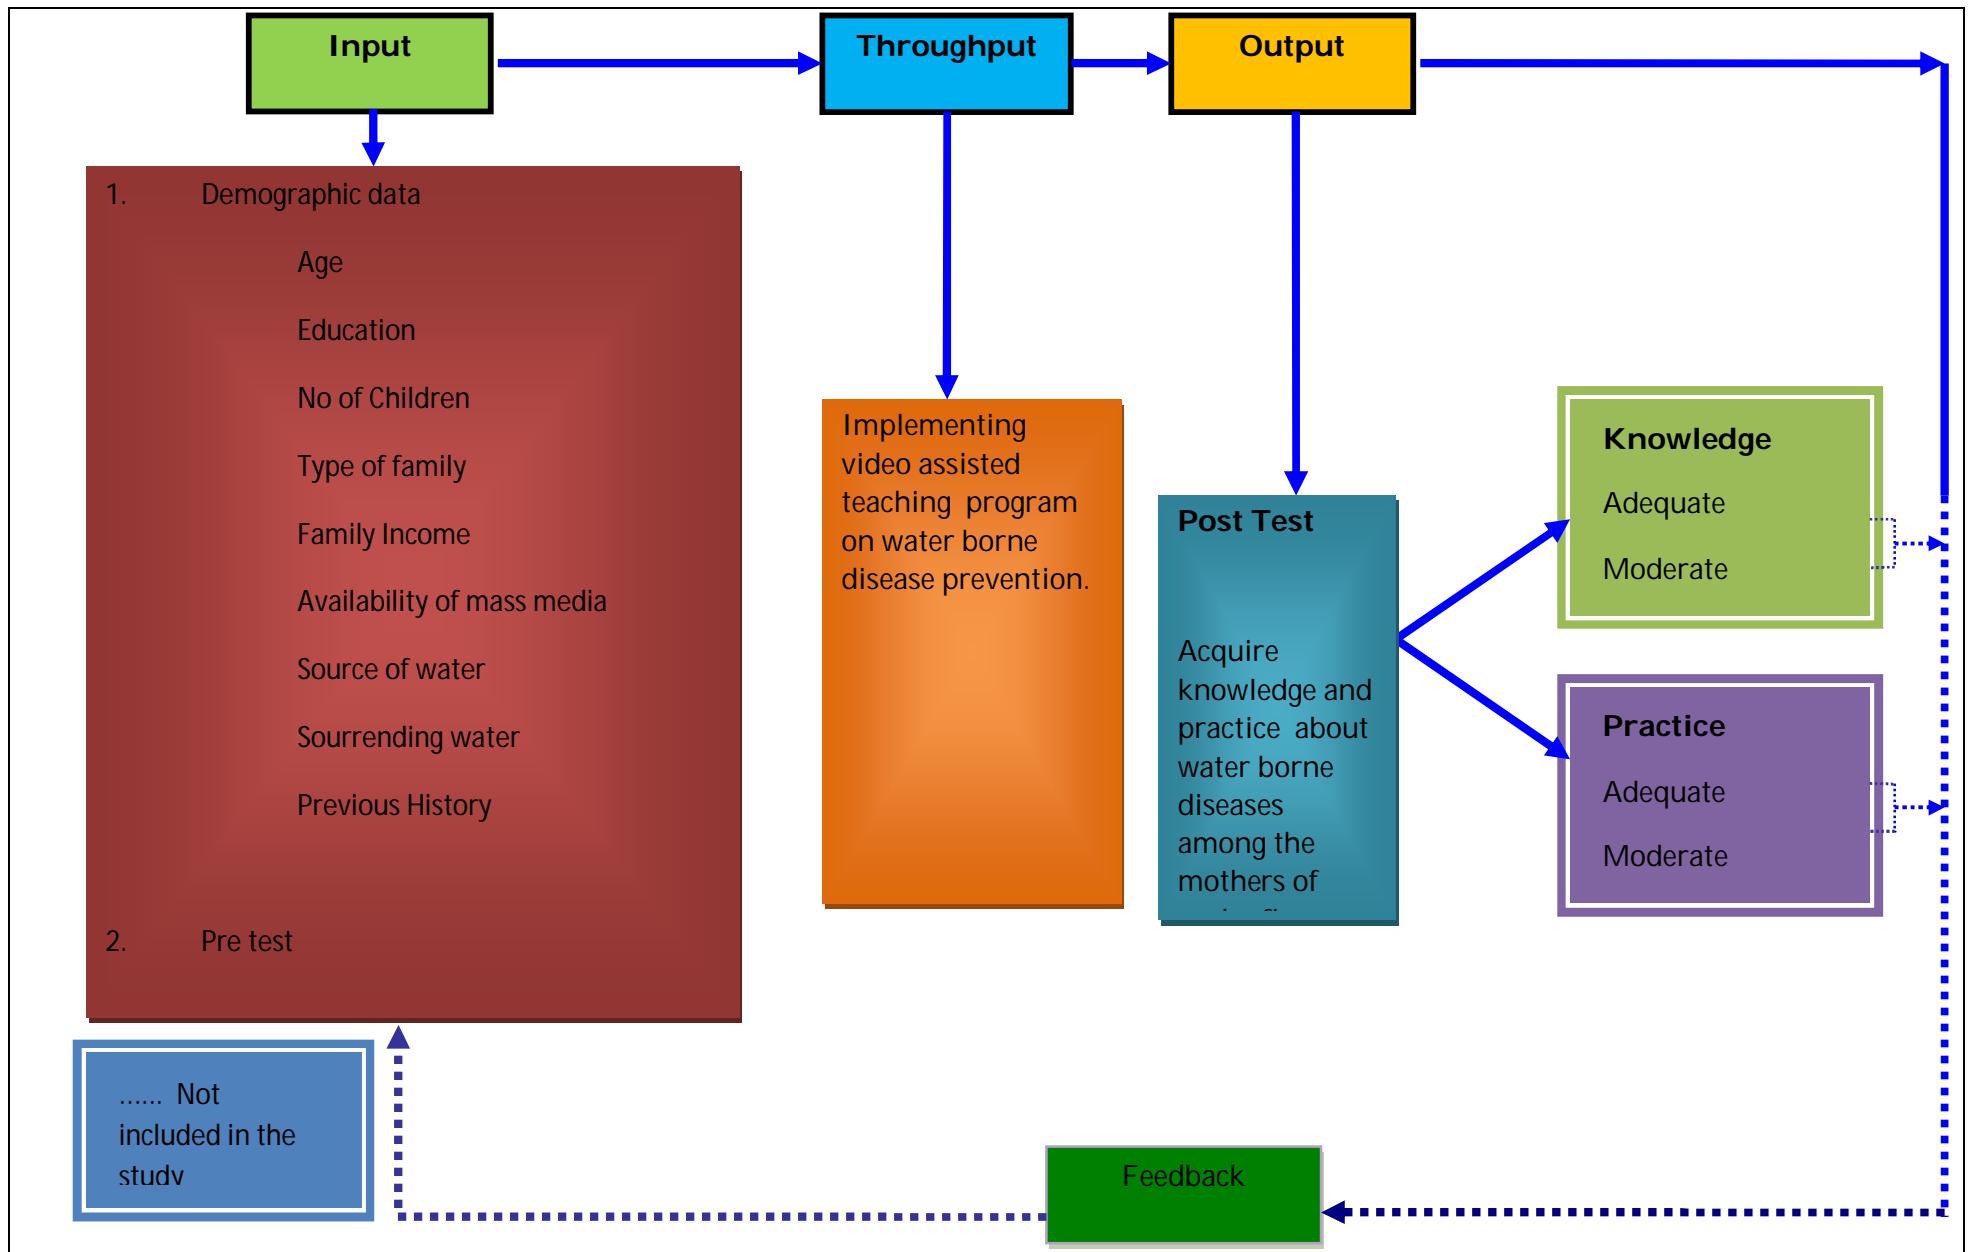 Input
Throughput
Output
1. Demographic data
Age
Education
No of Children
Type of family
Family Income
Availability of mass media
Source of water
Sourrending water
Previous History
2. Pre test
Implementing
video assisted
teaching program
on water borne
disease prevention.
Post Test
Acquire
knowledge and
practice about
water borne
diseases
among the
mothers of
Knowledge
Adequate
Moderate
Practice
Adequate
Moderate
...... Not
included in the
study
Feedback